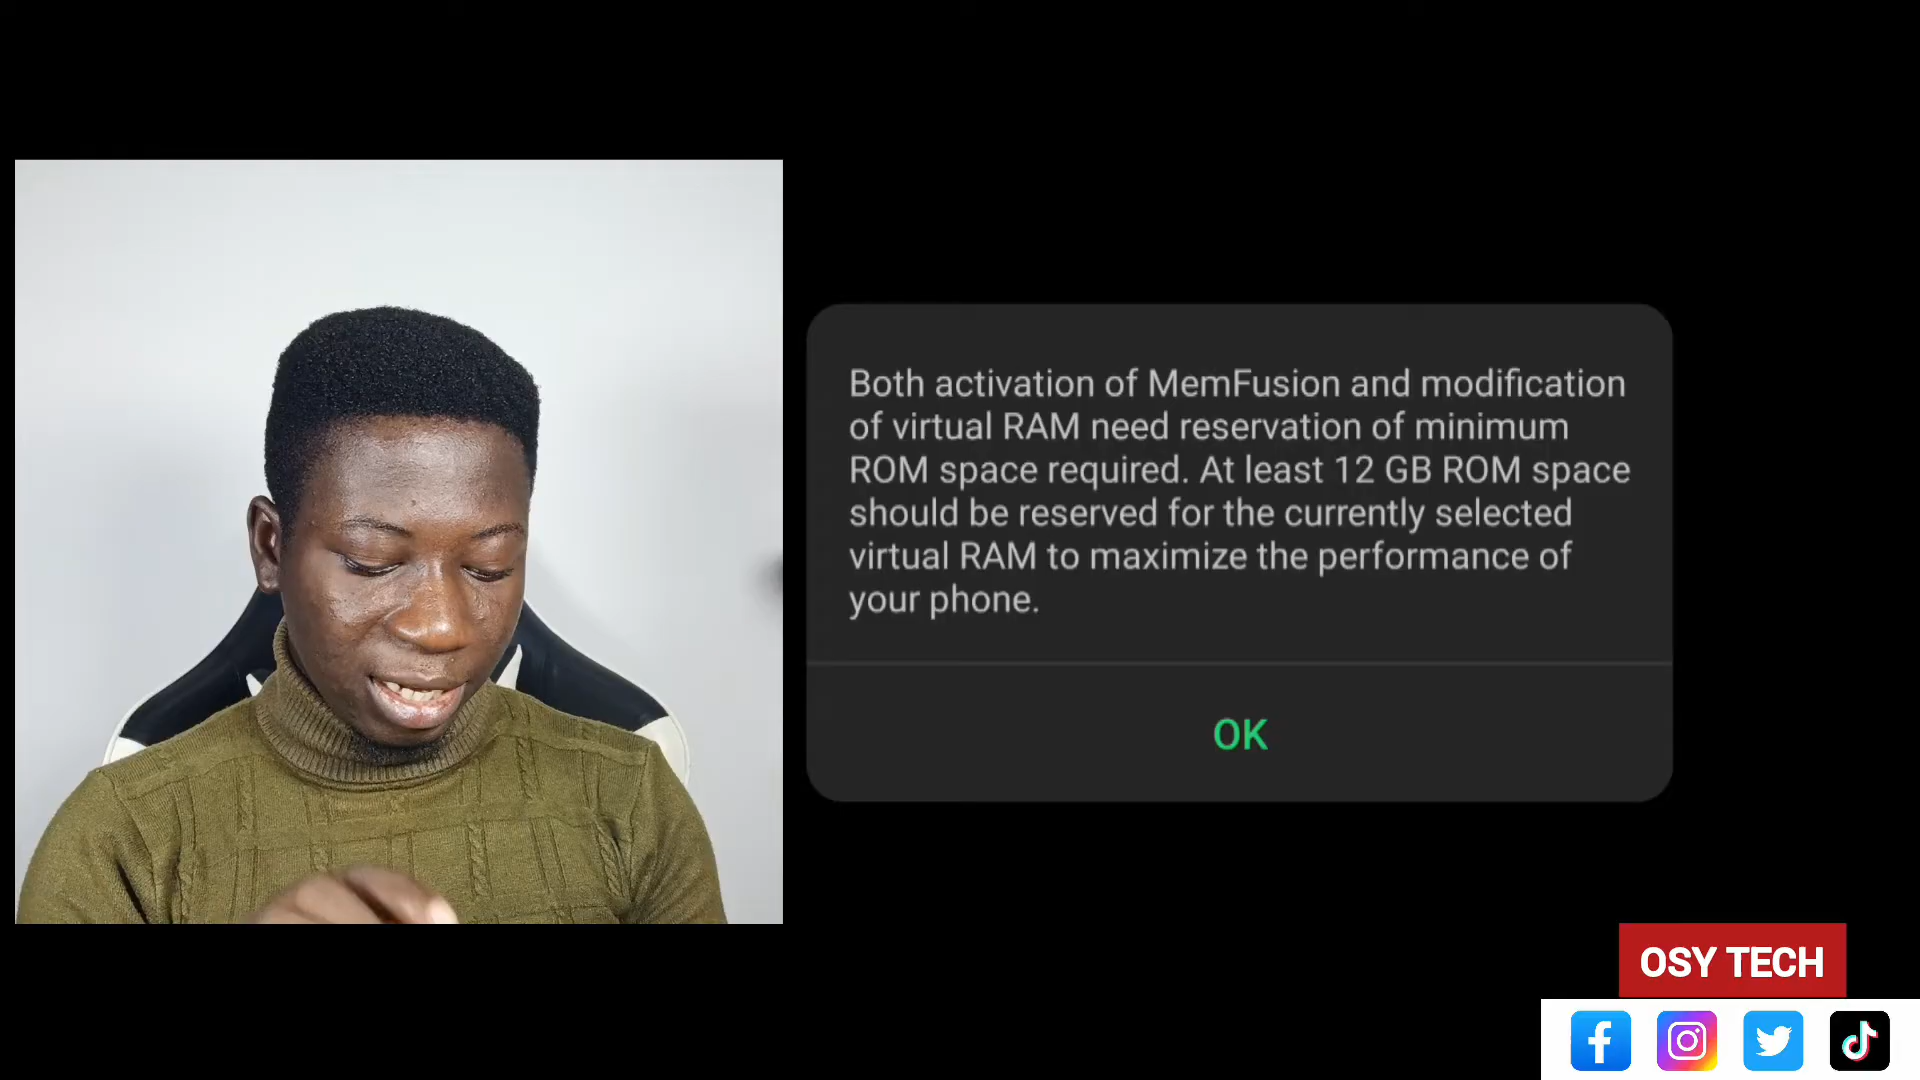 Both activation of MemFusion and modification
of virtual RAM need reservation of minimum
ROM space required. At least 12 GB ROM space
should be reserved for the currently selected
virtual RAM to maximize the performance of
your phone.
OK
OSY TECH